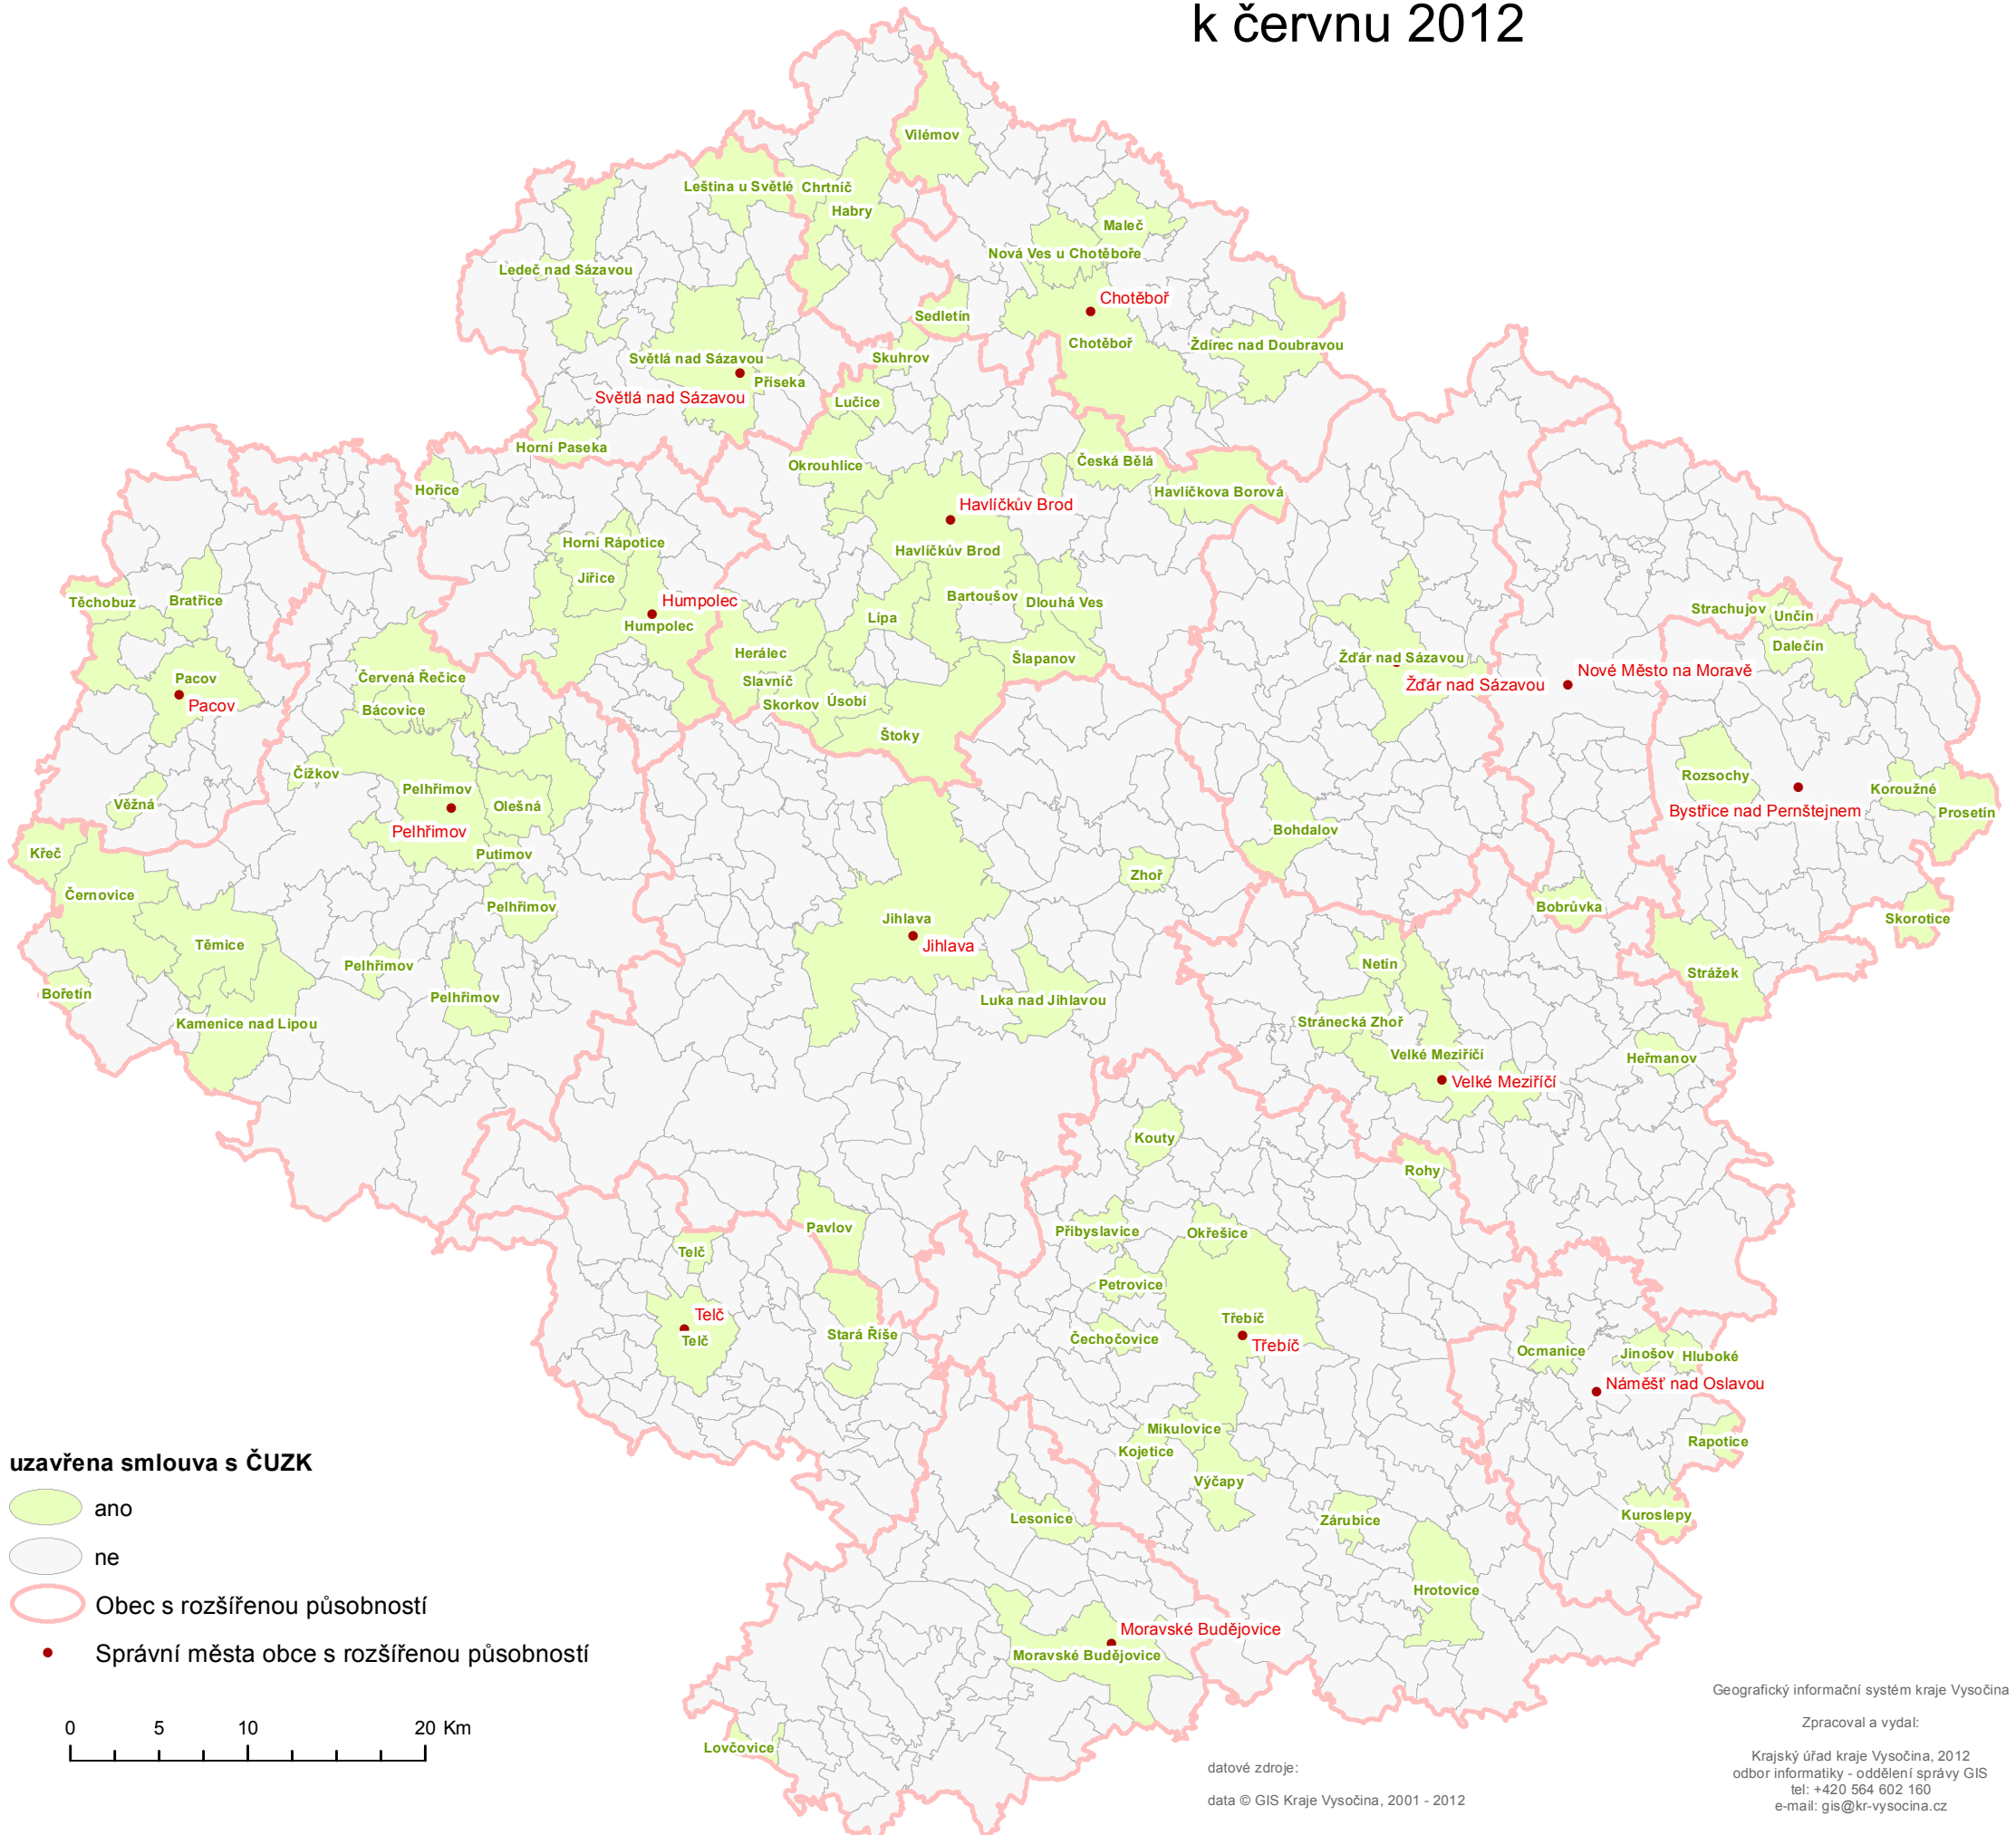 k červnu 2012
Vilémov
Leština u Světlé
Chrtníč
Habry
Maleč
Nová Ves u Chotěboře
Ledeč nad Sázavou
Chotěboř
Sedletín
Chotěboř
Ždírec nad Doubravou
Světlá nad Sázavou
Skuhrov
Příseka
Světlá nad Sázavou
Lučice
Horní Paseka
Okrouhlice
Česká Bělá
Hořice
Havlíčkova Borová
Havlíčkův Brod
Horní Rápotice
Havlíčkův Brod
Jiřice
Těchobuz
Bratřice
Humpolec
Bartoušov
Dlouhá Ves
Strachujov
Unčín
Humpolec
Lípa
Dalečín
Herálec
Šlapanov
Žďár nad Sázavou
Nové Město na Moravě
Pacov
Červená Řečice
Slavníč
Žďár nad Sázavou
Pacov
Bácovice
Skorkov
Úsobí
Štoky
Čížkov
Rozsochy
Pelhřimov
Olešná
Koroužné
Věžná
Bystřice nad Pernštejnem
Prosetín
Pelhřimov
Bohdalov
Křeč
Putimov
Zhoř
Černovice
Pelhřimov
Bobrůvka
Jihlava
Skorotice
Těmice
Jihlava
Pelhřimov
Netín
Strážek
Bořetín
Pelhřimov
Luka nad Jihlavou
Kamenice nad Lipou
Stránecká Zhoř
Velké Meziříčí
Heřmanov
Velké Meziříčí
Kouty
Rohy
Pavlov
Přibyslavice
Okřešice
Telč
Petrovice
Telč
Třebíč
Telč
Stará Říše
Čechočovice
Třebíč
Ocmanice
Jinošov
Hluboké
Náměšť nad Oslavou
Mikulovice
Rapotice
Kojetice
Výčapy
Lesonice
Zárubice
Kuroslepy
Hrotovice
Moravské Budějovice
Moravské Budějovice
Lovčovice
uzavřena smlouva s ČUZK
ano
ne
Obec s rozšířenou působností
Správní města obce s rozšířenou působností
0 5 10 20 Km
datové zdroje:
data © GIS Kraje Vysočina, 2001 - 2012
Geografický informační systém kraje Vysočina
Zpracoval a vydal:
Krajský úřad kraje Vysočina, 2012
odbor informatiky - oddělení správy GIS
tel: +420 564 602 160
e-mail: gis@kr-vysocina.cz